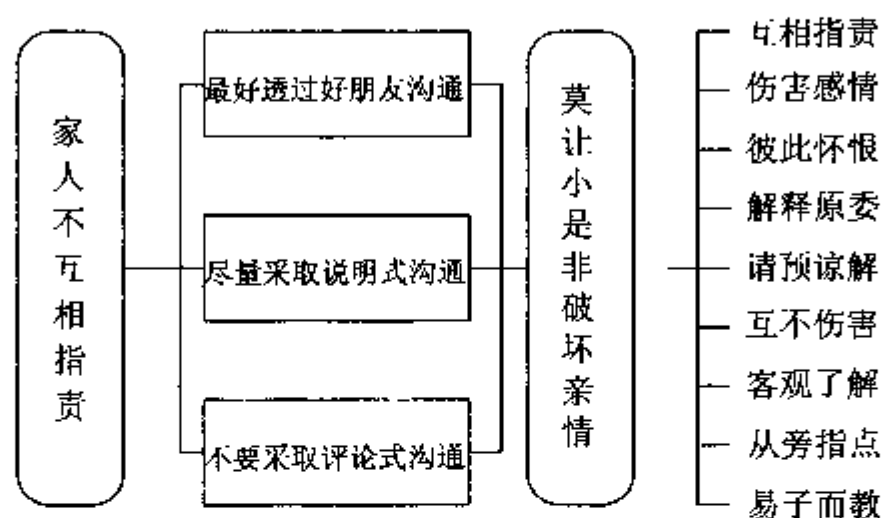 家人不互相指责
最好透过好朋友沟通
尽量采取说明式沟通
不要采取评论式沟通
莫让小是非破坏亲情
互相指责
伤害感情
彼此怀恨
解释原委
请预谅解
互不伤害
客观了解
从旁指点
易子而教